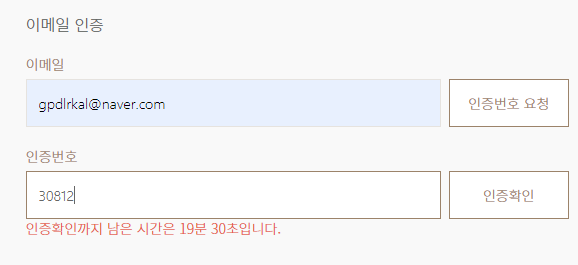 이메일 인증
이메일
gpdlrkal@naver.com
인증번호 요청
인증번호
30812
인증확인
인증확인까지 남은 시간은 19분 30초입니다.